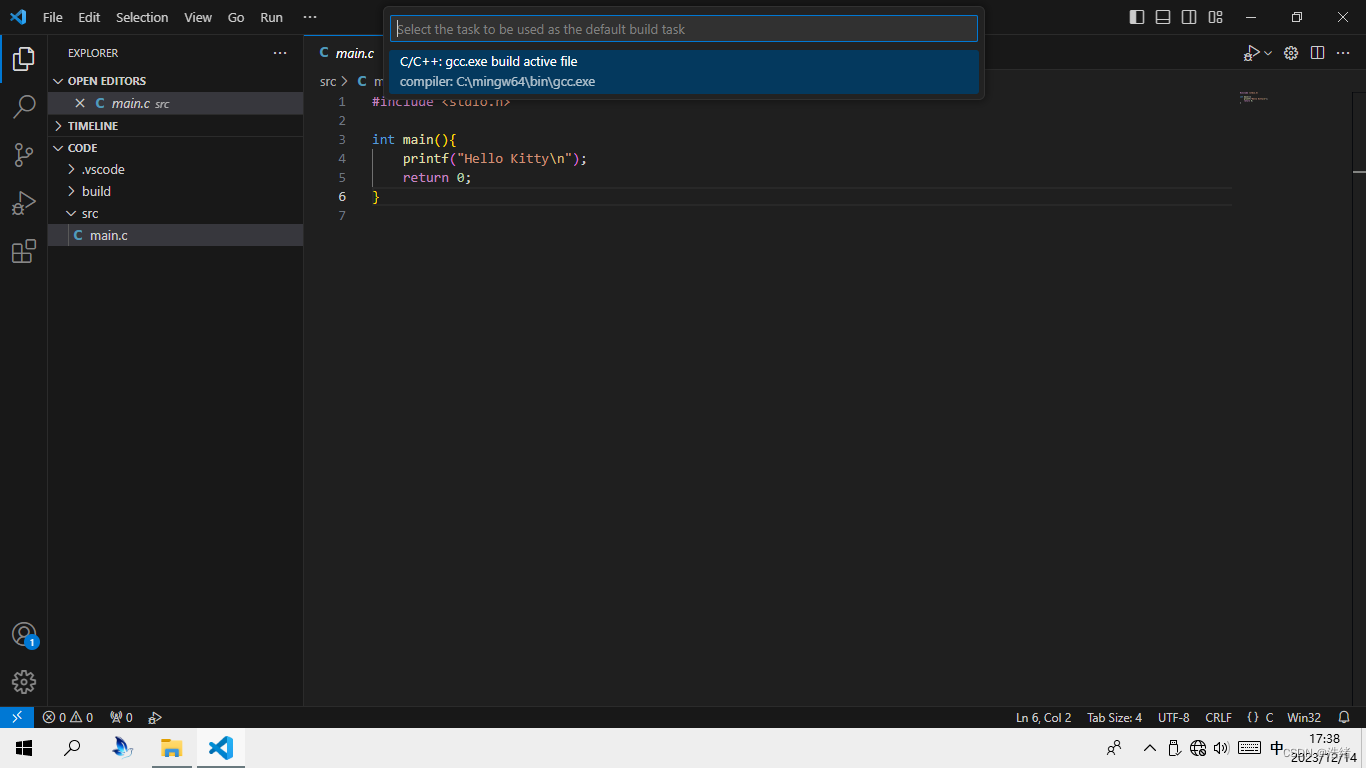 File Edit Selection View Go Run ···
Select the task to be used as the default build task
C/C++: gcc.exe build active file
compiler: C:\mingw64\bin\gcc.exe
EXPLORER
OPEN EDITORS
C main.c src
TIMELINE
CODE
.vscode
build
src
C main.c
C main.c
src > C m
1 #include <stdio.h>
2
3 int main(){
4     printf("Hello Kitty\n");
5     return 0;
6 }
7
1
0 0 0
Ln 6, Col 2 Tab Size: 4 UTF-8 CRLF {} C Win32
中
17:38
2023/12/14